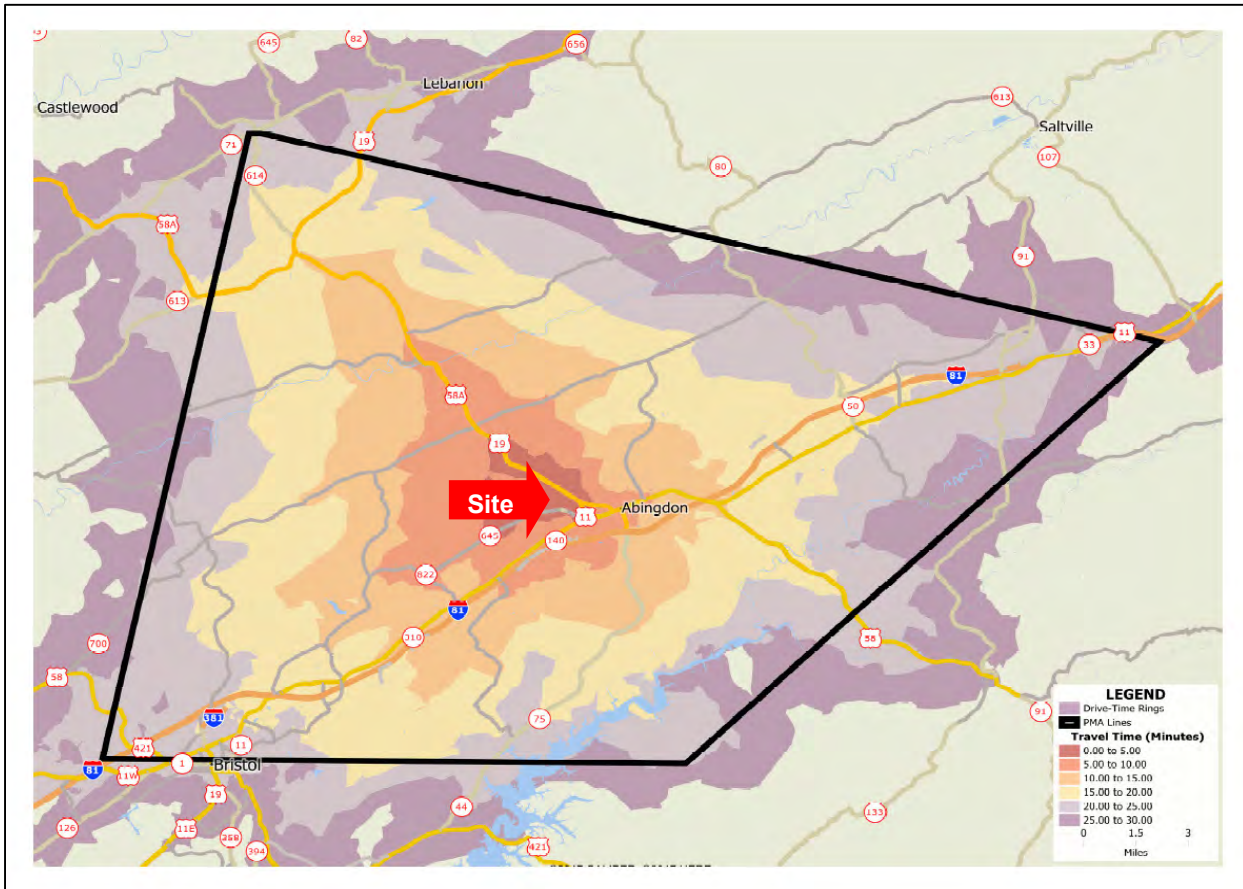 82
645
656
Lebanon
Castlewood
613
Saltville
19
71
107
80
614
58A
91
613
11
33
81
50
58A
19
Site
Abingdon
11
645
140
822
81
310
58
700
58
75
91
381
11
421
1
Bristol
81
11W
19
44
133
126
11E
358
421
394
LEGEND
Drive-Time Rings
PMA Lines
Travel Time (Minutes)
0.00 to 5.00
5.00 to 10.00
10.00 to 15.00
15.00 to 20.00
20.00 to 25.00
25.00 to 30.00
0 1.5 3
Miles